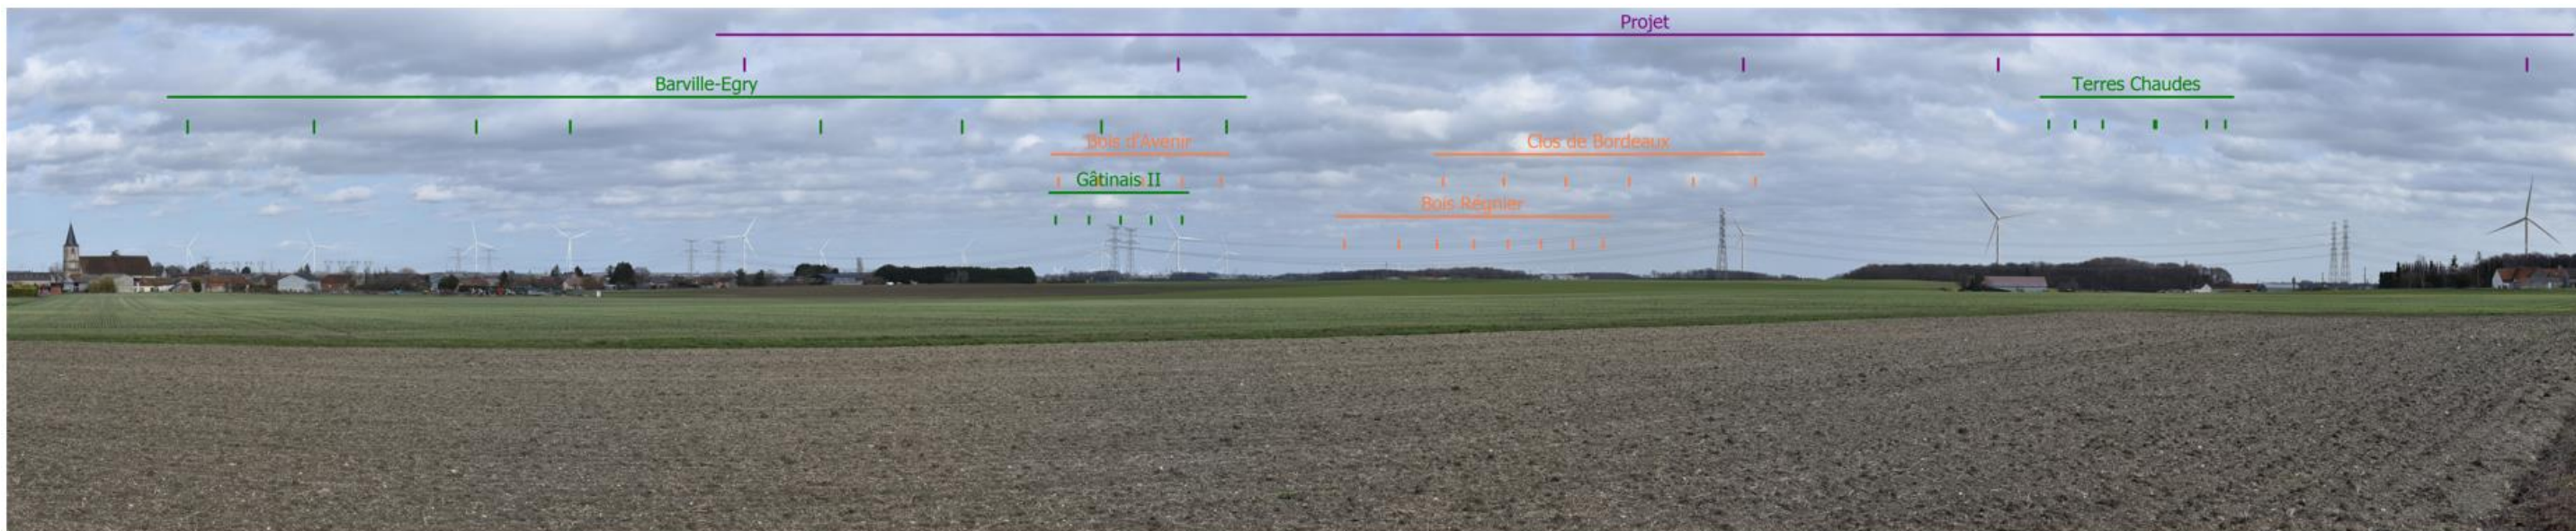 Projet
Barville-Egry
Terres Chaudes
Bois d'Avenir
Clos de Bordeaux
Gâtinais II
Bois Régnier